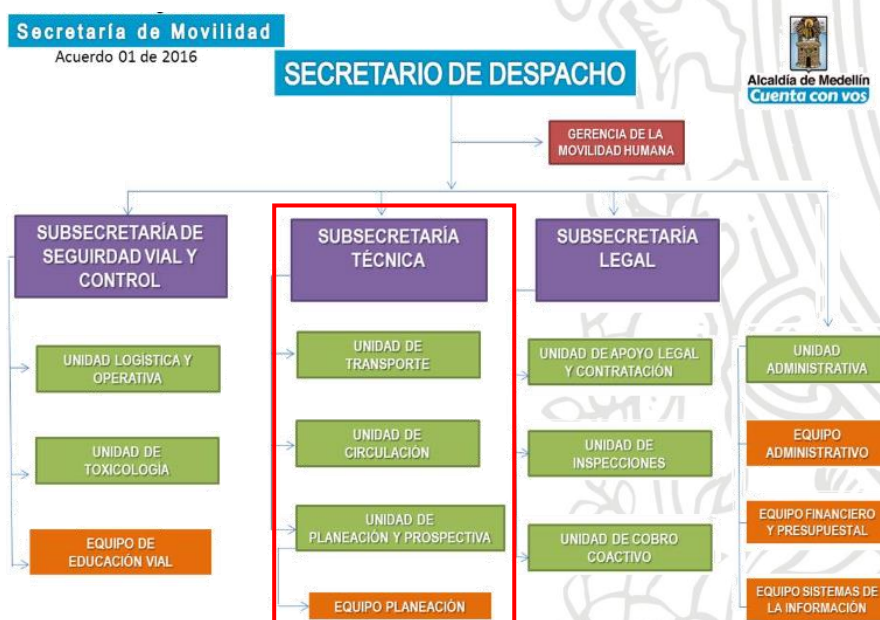 Secretaría de Movilidad
Acuerdo 01 de 2016
SECRETARIO DE DESPACHO
Alcaldía de Medellín
Cuenta con vos
GERENCIA DE LA
MOVILIDAD HUMANA
SUBSECRETARÍA DE
SEGUIRDAD VIAL Y
CONTROL
UNIDAD LOGÍSTICA Y
OPERATIVA
UNIDAD DE
TOXICOLOGÍA
EQUIPO DE
EDUCACIÓN VIAL
SUBSECRETARÍA
TÉCNICA
UNIDAD DE
TRANSPORTE
UNIDAD DE
CIRCULACIÓN
UNIDAD DE
PLANEACIÓN Y PROSPECTIVA
EQUIPO PLANEACIÓN
SUBSECRETARÍA
LEGAL
UNIDAD DE APOYO LEGAL
Y CONTRATACIÓN
UNIDAD DE
INSPECCIONES
UNIDAD DE COBRO
COACTIVO
UNIDAD
ADMINISTRATIVA
EQUIPO
ADMINISTRATIVO
EQUIPO FINANCIERO
Y PRESUPUESTAL
EQUIPO SISTEMAS DE
LA INFORMACIÓN